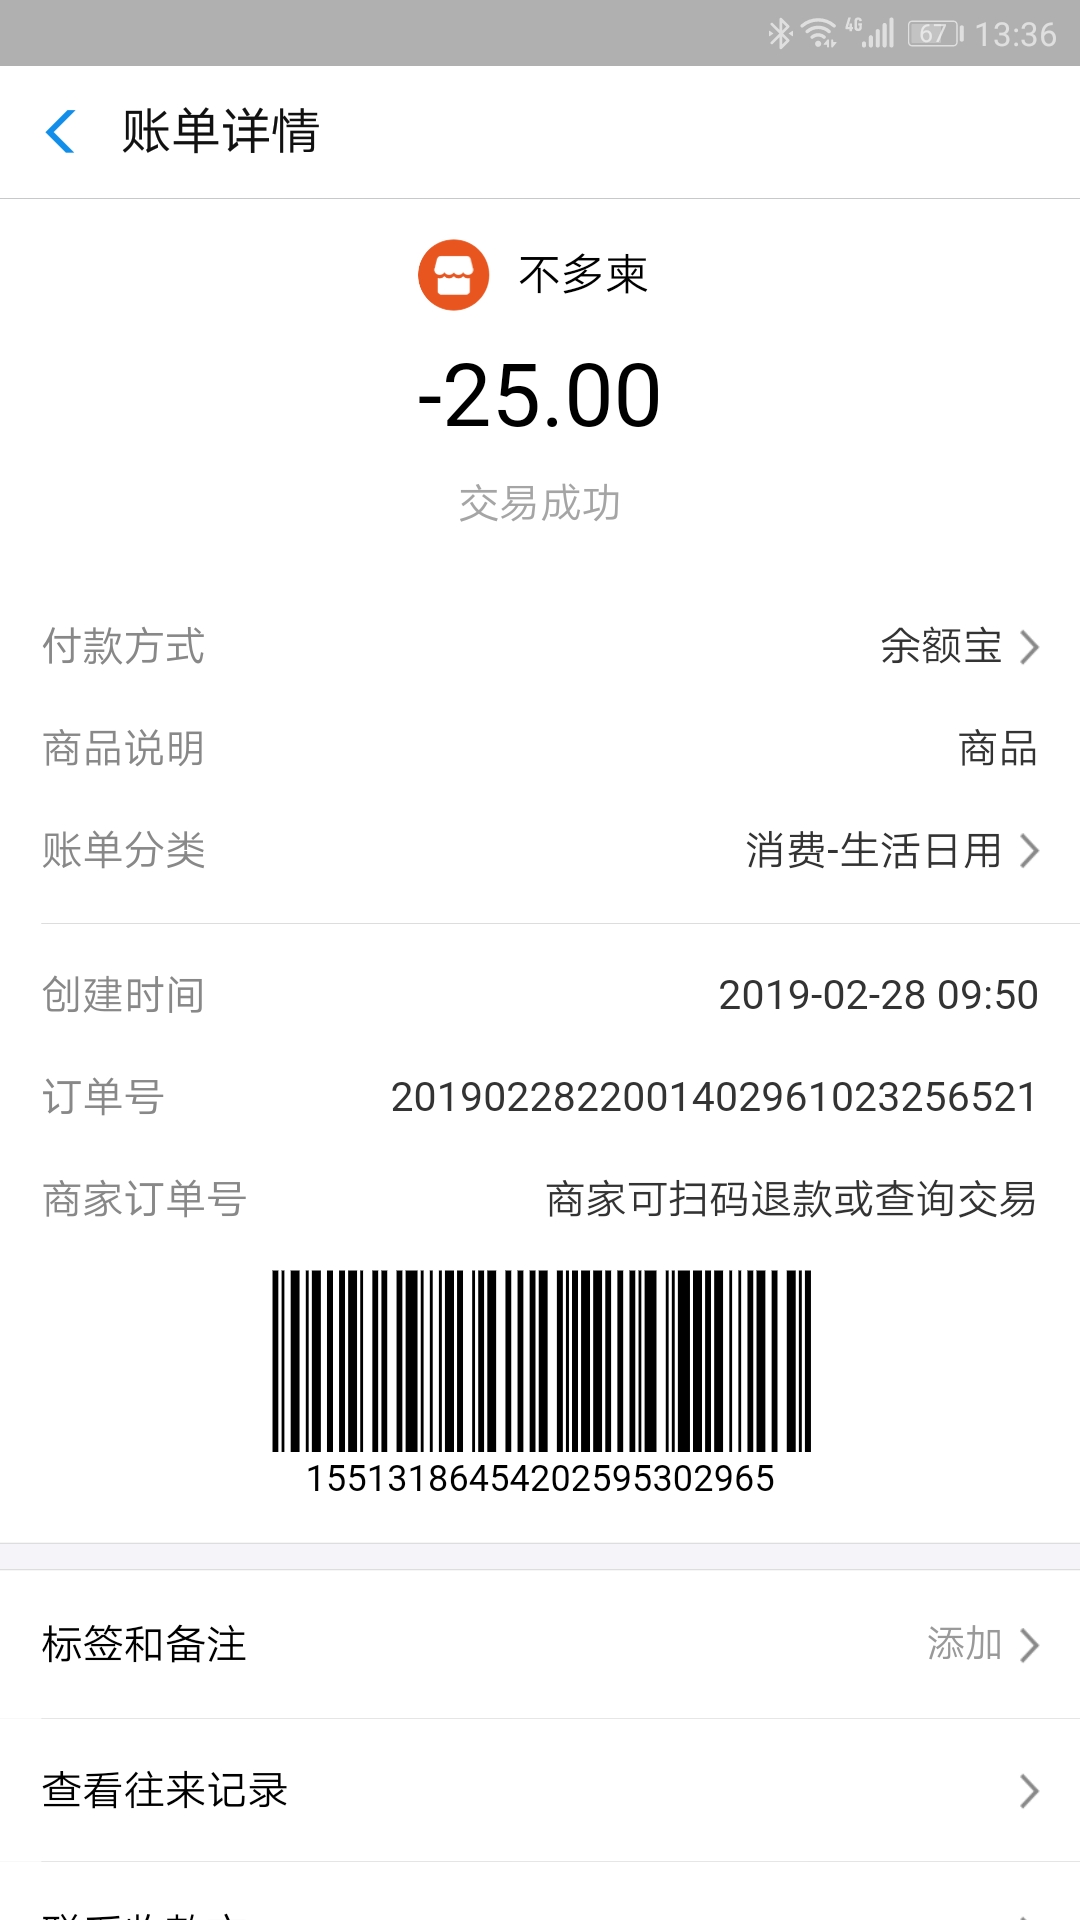 4G 67 13:36
账单详情
不多柬
-25.00
交易成功
付款方式 余额宝
商品说明 商品
账单分类 消费-生活日用
创建时间 2019-02-28 09:50
订单号 2019022822001402961023256521
商家订单号 商家可扫码退款或查询交易
15513186454202595302965
标签和备注 添加
查看往来记录